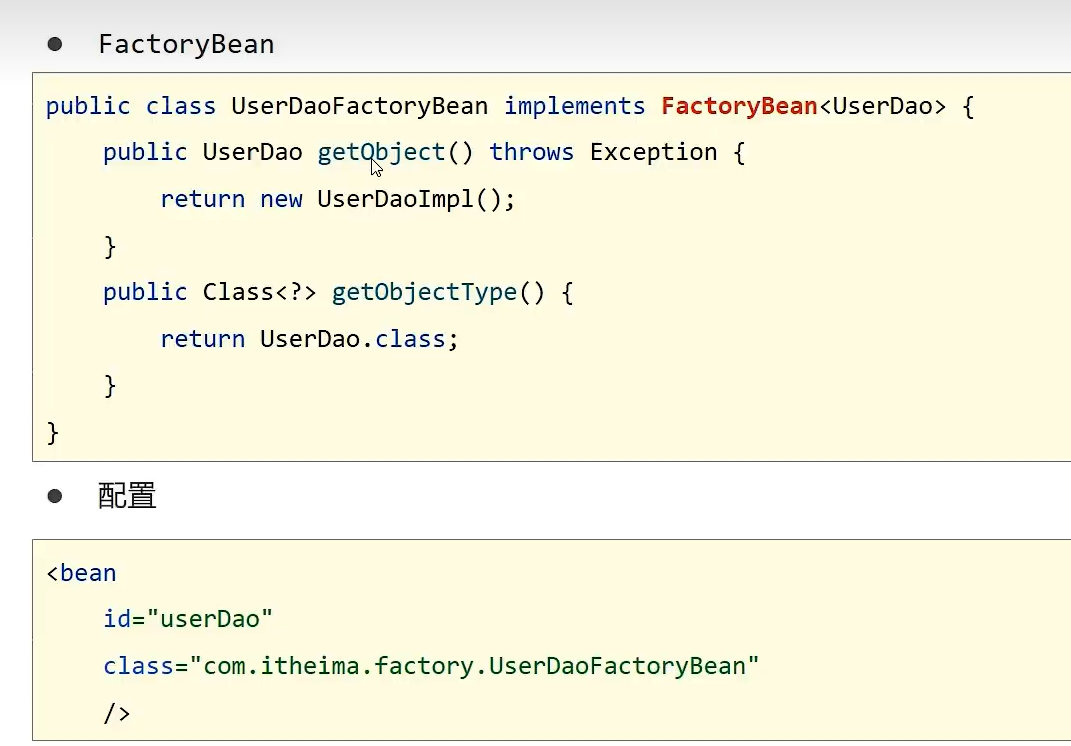 ● FactoryBean
public class UserDaoFactoryBean implements FactoryBean<UserDao> {
    public UserDao getObject() throws Exception {
        return new UserDaoImpl();
    }
    public Class<?> getObjectType() {
        return UserDao.class;
    }
}
● 配置
<bean
    id="userDao"
    class="com.itheima.factory.UserDaoFactoryBean"
    />